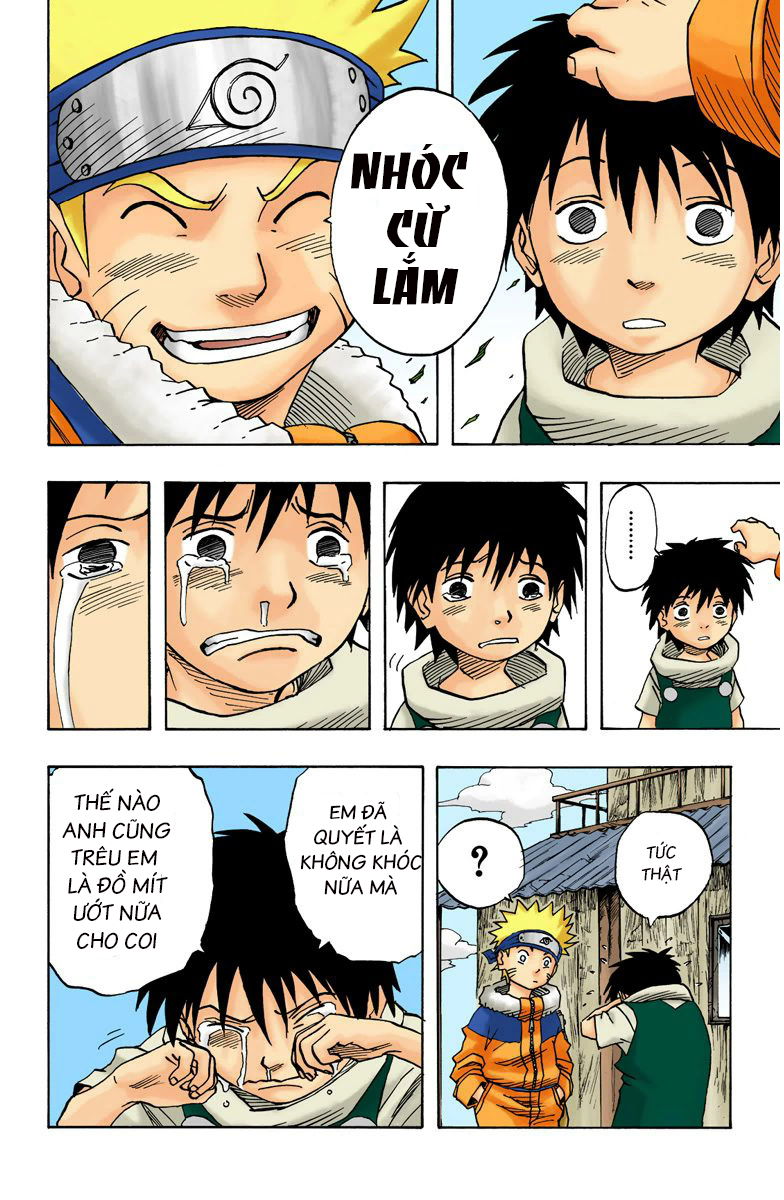 NHÓC
CỪ
LẮM
.........
TỨC
THẬT
?
EM ĐÃ
QUYẾT LÀ
KHÔNG KHÓC
NỮA MÀ
THẾ NÀO
ANH CŨNG
TRÊU EM
LÀ ĐỒ MÍT
ƯỚT NỮA
CHO COI